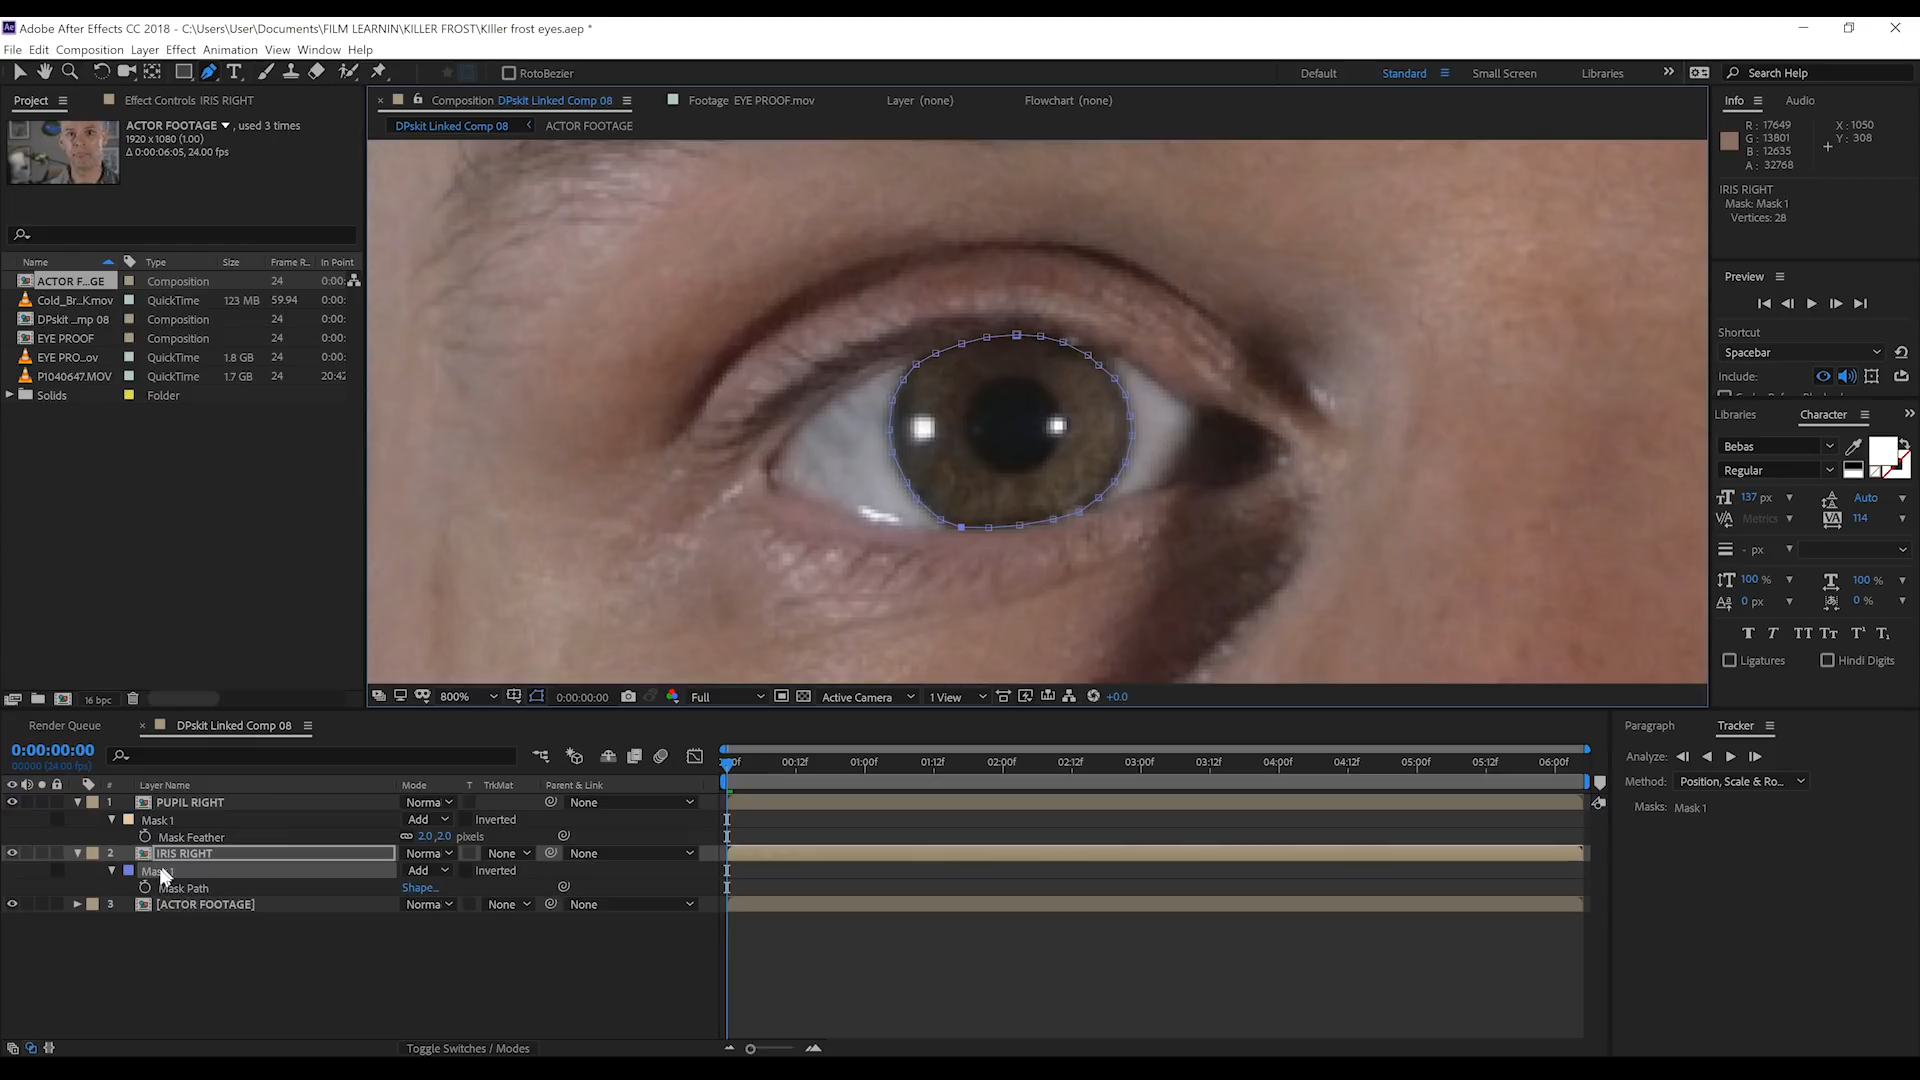 Adobe After Effects CC 2018 - C:\Users\User\Documents\FILM LEARNIN\KILLER FROST\KIller frost eyes.aep *
File Edit Composition Layer Effect Animation View Window Help
RotoBezier
Default Standard Small Screen Libraries Search Help
Project
Effect Controls IRIS RIGHT
Composition DPskit Linked Comp 08
Footage EYE PROOF.mov
Layer (none)
Flowchart (none)
DPskit Linked Comp 08 ACTOR FOOTAGE
ACTOR FOOTAGE , used 3 times
1920 x 1080 (1.00)
Δ 0:00:06:05, 24.00 fps
Name Type Size Frame R... In Point
ACTOR F...GE Composition 24 0:00:
Cold_Br...K.mov QuickTime 123 MB 59.94 0:00:
DPskit ...mp 08 Composition 24 0:00:
EYE PROOF Composition 24 0:00:
EYE PRO...ov QuickTime 1.8 GB 24 0:00:
P1040647.MOV QuickTime 1.7 GB 24 20:42
Solids Folder
16 bpc
800% 0:00:00:00 Full Active Camera 1 View +0.0
Info Audio
R : 17649
G : 13801
B : 12635
A : 32768
X : 1050
Y : 308
IRIS RIGHT
Mask: Mask 1
Vertices: 28
Preview
Shortcut
Spacebar
Include:
Libraries Character
Bebas
Regular
137 px Auto
Metrics 114
- px
100 % 100 %
0 px 0 %
T T TT Tt T¹ T₁
Ligatures Hindi Digits
Render Queue
DPskit Linked Comp 08
0:00:00:00
00000 (24.00 fps)
# Layer Name Mode T TrkMat Parent & Link
1 PUPIL RIGHT Norma None
Mask 1 Add Inverted
Mask Feather 2.0 ,2.0 pixels
2 IRIS RIGHT Norma None None
Add Inverted
Mask Path Shape...
3 [ACTOR FOOTAGE] Norma None None
00:12f 01:00f 01:12f 02:00f 02:12f 03:00f 03:12f 04:00f 04:12f 05:00f 05:12f 06:00f
Toggle Switches / Modes
Paragraph Tracker
Analyze:
Method: Position, Scale & Ro...
Masks: Mask 1